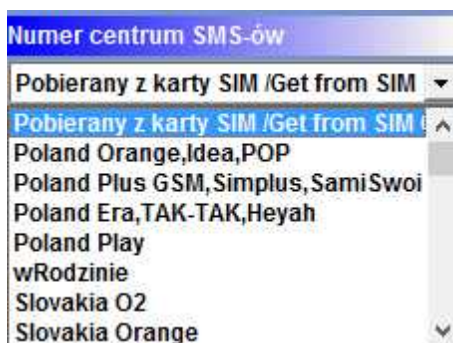 Numer centrum SMS-ów
Pobierany z karty SIM /Get from SIM
Pobierany z karty SIM /Get from SIM
Poland Orange,Idea,POP
Poland Plus GSM,Simplus,SamiSwoi
Poland Era,TAK-TAK,Heyah
Poland Play
wRodzinie
Slovakia O2
Slovakia Orange